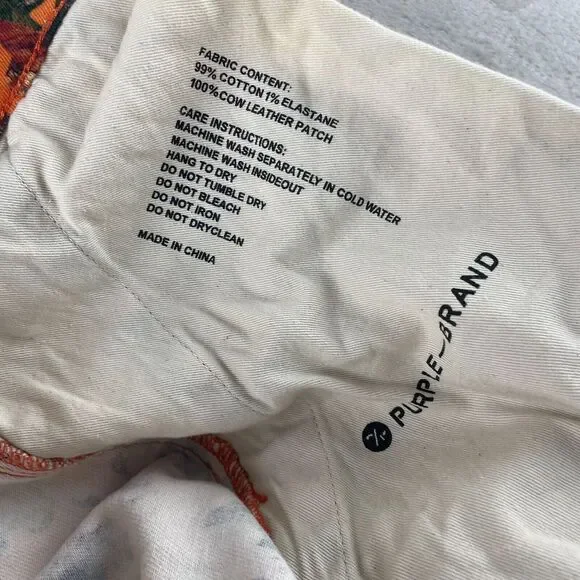 FABRIC CONTENT:
99% COTTON 1% ELASTANE
100% COW LEATHER PATCH
CARE INSTRUCTIONS:
MACHINE WASH SEPARATELY IN COLD WATER
MACHINE WASH INSIDEOUT
HANG TO DRY
DO NOT TUMBLE DRY
DO NOT BLEACH
DO NOT IRON
DO NOT DRYCLEAN
MADE IN CHINA
PURPLE-BRAND